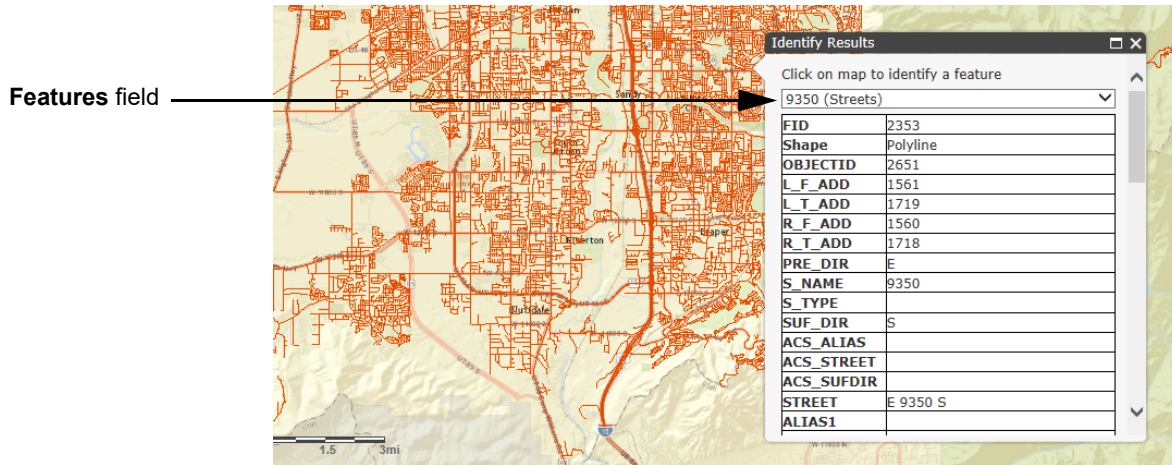 Features field
Identify Results
Click on map to identify a feature
9350 (Streets)
FID 2353
Shape Polyline
OBJECTID 2651
L_F_ADD 1561
L_T_ADD 1719
R_F_ADD 1560
R_T_ADD 1718
PRE_DIR E
S_NAME 9350
S_TYPE
SUF_DIR S
ACS_ALIAS
ACS_STREET
ACS_SUFDIR
STREET E 9350 S
ALIAS1
Sandy
City
Riverton
Draper
Bluffdale
15
1.5 3mi